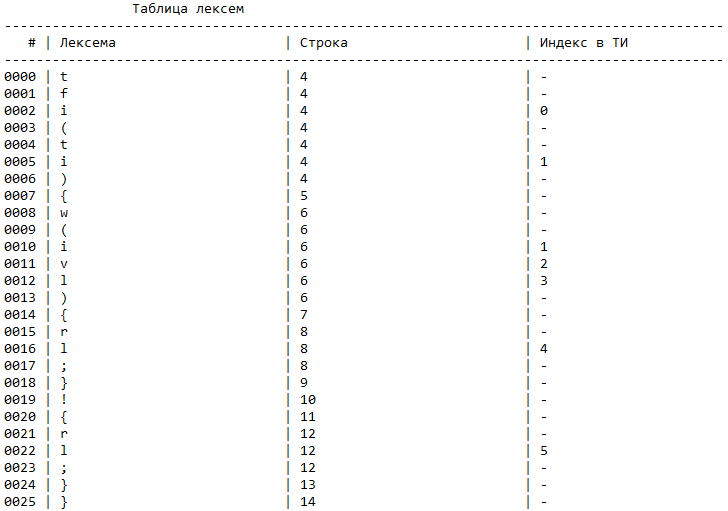 Таблица лексем
# | Лексема | Строка | Индекс в ТИ
0000 | t | 4 | -
0001 | f | 4 | -
0002 | i | 4 | 0
0003 | ( | 4 | -
0004 | t | 4 | -
0005 | i | 4 | 1
0006 | ) | 4 | -
0007 | { | 5 | -
0008 | w | 6 | -
0009 | ( | 6 | -
0010 | i | 6 | 1
0011 | v | 6 | 2
0012 | l | 6 | 3
0013 | ) | 6 | -
0014 | { | 7 | -
0015 | r | 8 | -
0016 | l | 8 | 4
0017 | ; | 8 | -
0018 | } | 9 | -
0019 | ! | 10 | -
0020 | { | 11 | -
0021 | r | 12 | -
0022 | l | 12 | 5
0023 | ; | 12 | -
0024 | } | 13 | -
0025 | } | 14 | -